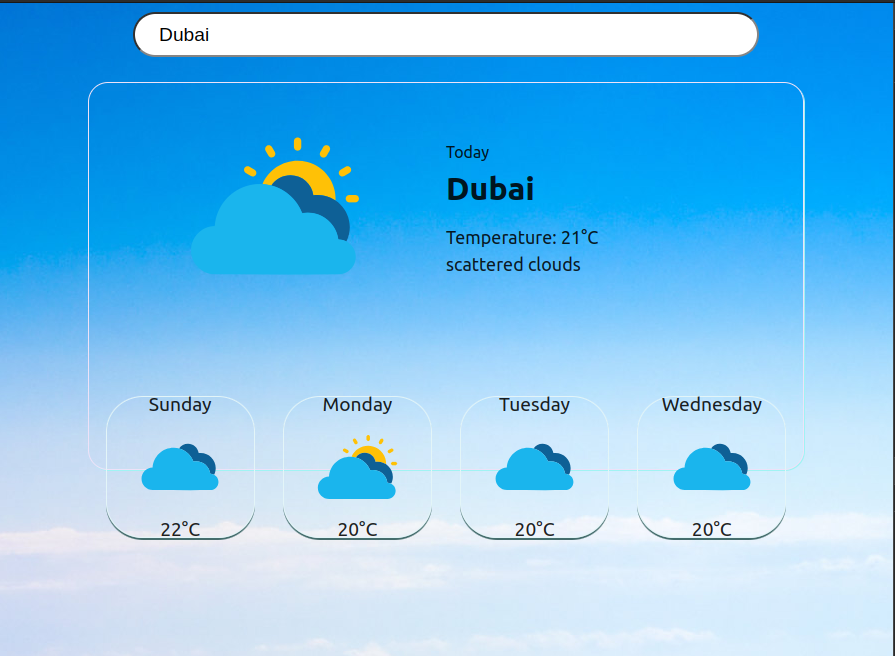 Dubai
Today
Dubai
Temperature: 21°C
scattered clouds
Sunday Monday Tuesday Wednesday
22°C 20°C 20°C 20°C